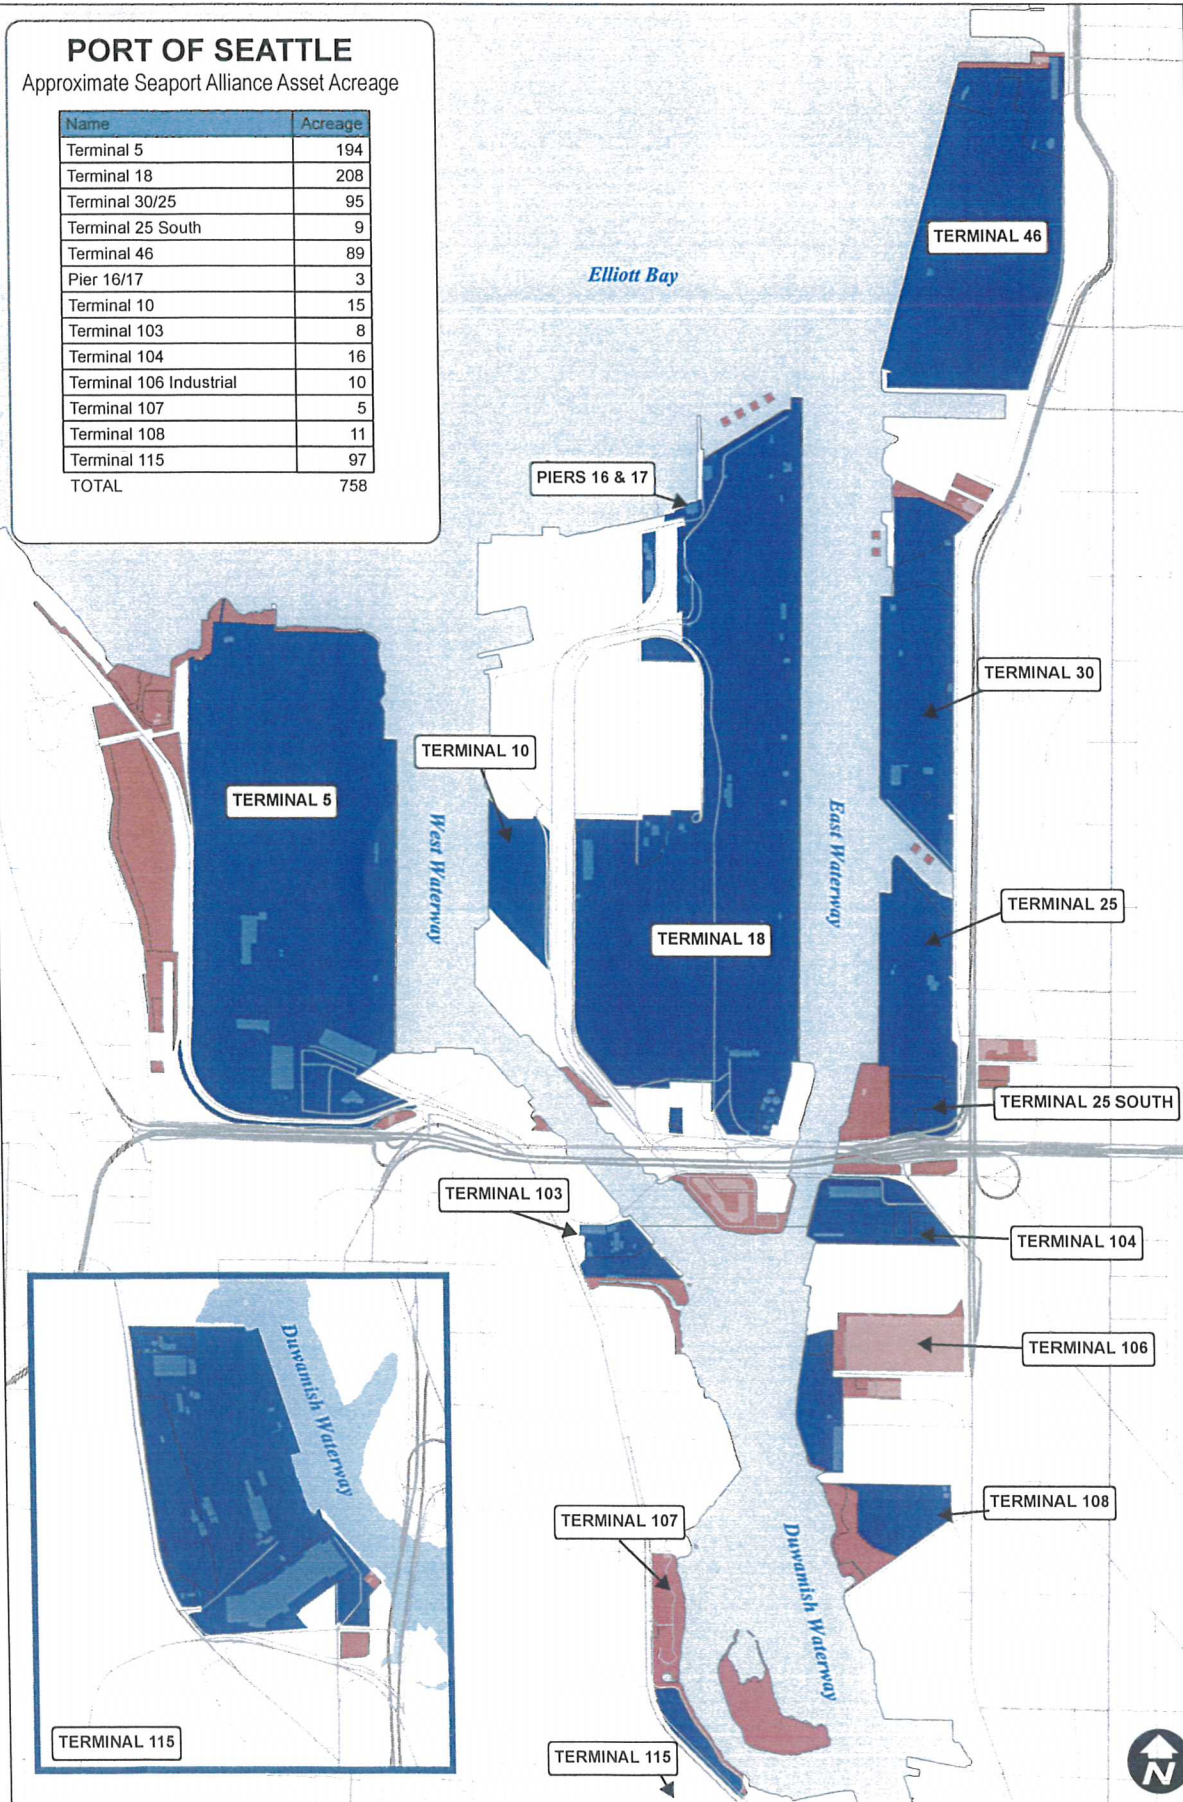 PORT OF SEATTLE
Approximate Seaport Alliance Asset Acreage
Name Acreage
Terminal 5 194
Terminal 18 208
Terminal 30/25 95
Terminal 25 South 9
Terminal 46 89
Pier 16/17 3
Terminal 10 15
Terminal 103 8
Terminal 104 16
Terminal 106 Industrial 10
Terminal 107 5
Terminal 108 11
Terminal 115 97
TOTAL 758
TERMINAL 46
Elliott Bay
PIERS 16 & 17
TERMINAL 30
TERMINAL 10
TERMINAL 5
West Waterway
East Waterway
TERMINAL 25
TERMINAL 18
TERMINAL 25 SOUTH
TERMINAL 103
TERMINAL 104
TERMINAL 106
Duwamish Waterway
TERMINAL 108
TERMINAL 107
Duwamish Waterway
TERMINAL 115
TERMINAL 115
N